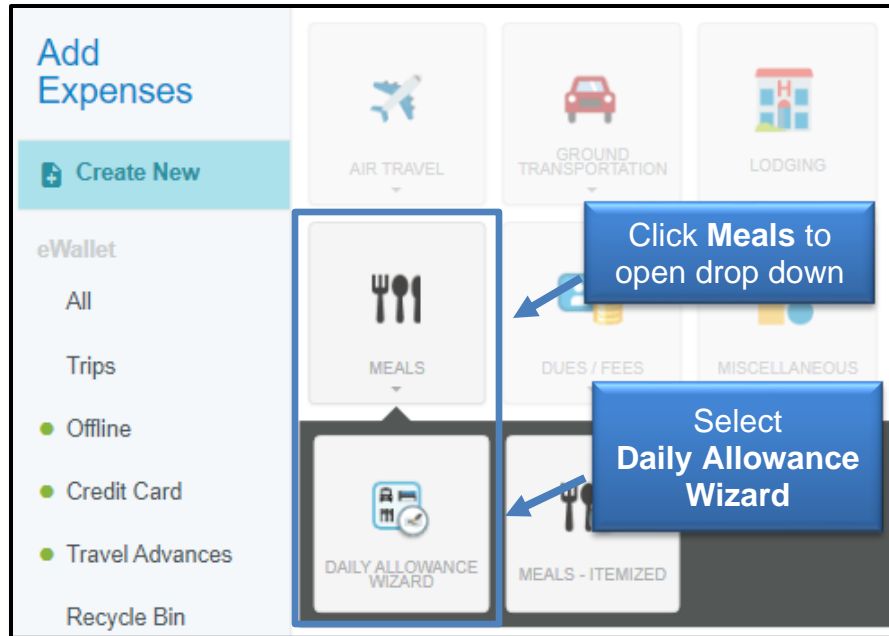 Add
Expenses
Create New
eWallet
All
Trips
Offline
Credit Card
Travel Advances
Recycle Bin
AIR TRAVEL
GROUND
TRANSPORTATION
H
LODGING
MEALS
DUES / FEES
MISCELLANEOUS
Click Meals to
open drop down
DAILY ALLOWANCE
WIZARD
MEALS - ITEMIZED
Select
Daily Allowance
Wizard